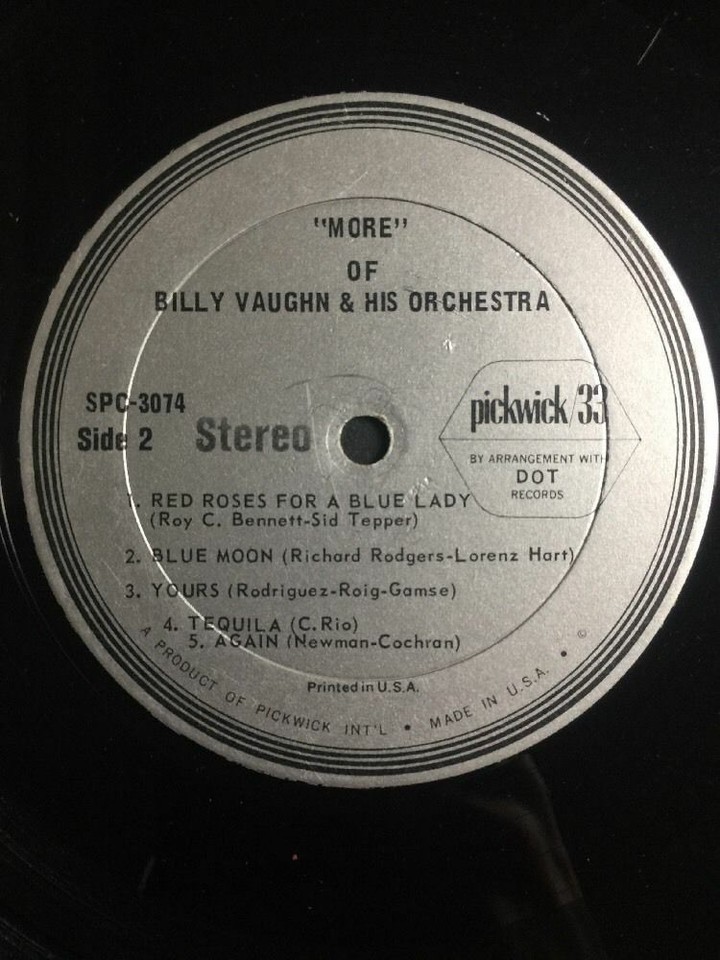 "MORE"
OF
BILLY VAUGHN & HIS ORCHESTRA
SPC-3074
Side 2
Stereo
pickwick/33
BY ARRANGEMENT WITH
DOT
RECORDS
1. RED ROSES FOR A BLUE LADY
(Roy C. Bennett-Sid Tepper)
2. BLUE MOON (Richard Rodgers-Lorenz Hart)
3. YOURS (Rodriguez-Roig-Gamse)
4. TEQUILA (C.Rio)
5. AGAIN (Newman-Cochran)
Printed in U.S.A.
A PRODUCT OF PICKWICK INT'L • MADE IN U.S.A. • ©